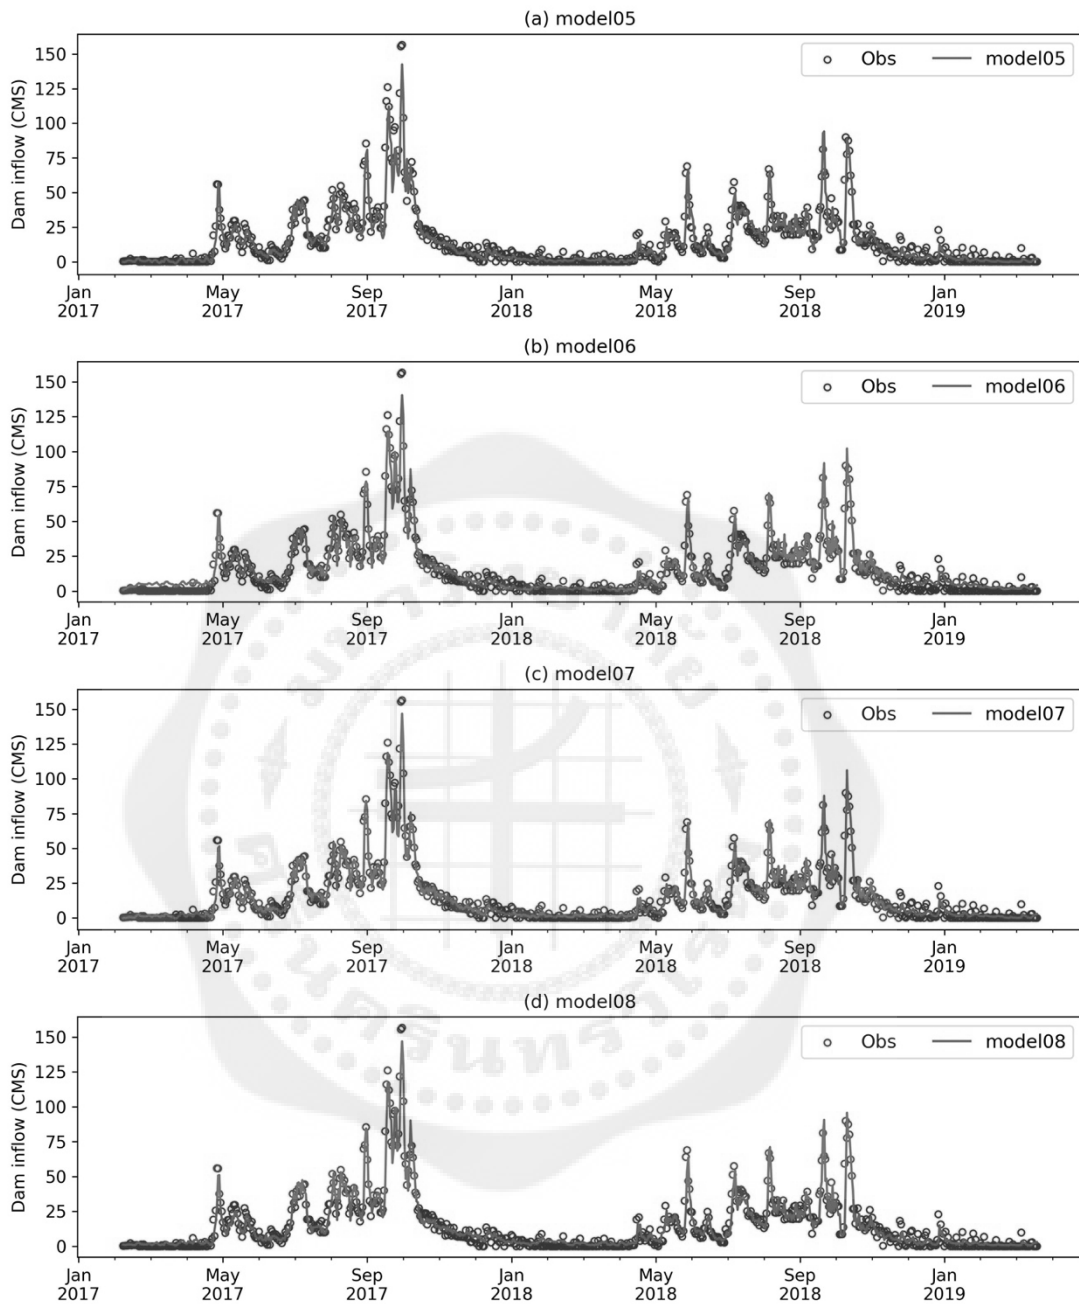 (a) model05
Dam inflow (CMS)
150
125
100
75
50
25
0
Obs
model05
Jan 2017
May 2017
Sep 2017
Jan 2018
May 2018
Sep 2018
Jan 2019
(b) model06
Dam inflow (CMS)
150
125
100
75
50
25
0
Obs
model06
Jan 2017
May 2017
Sep 2017
Jan 2018
May 2018
Sep 2018
Jan 2019
(c) model07
Dam inflow (CMS)
150
125
100
75
50
25
0
Obs
model07
Jan 2017
May 2017
Sep 2017
Jan 2018
May 2018
Sep 2018
Jan 2019
(d) model08
Dam inflow (CMS)
150
125
100
75
50
25
0
Obs
model08
Jan 2017
May 2017
Sep 2017
Jan 2018
May 2018
Sep 2018
Jan 2019